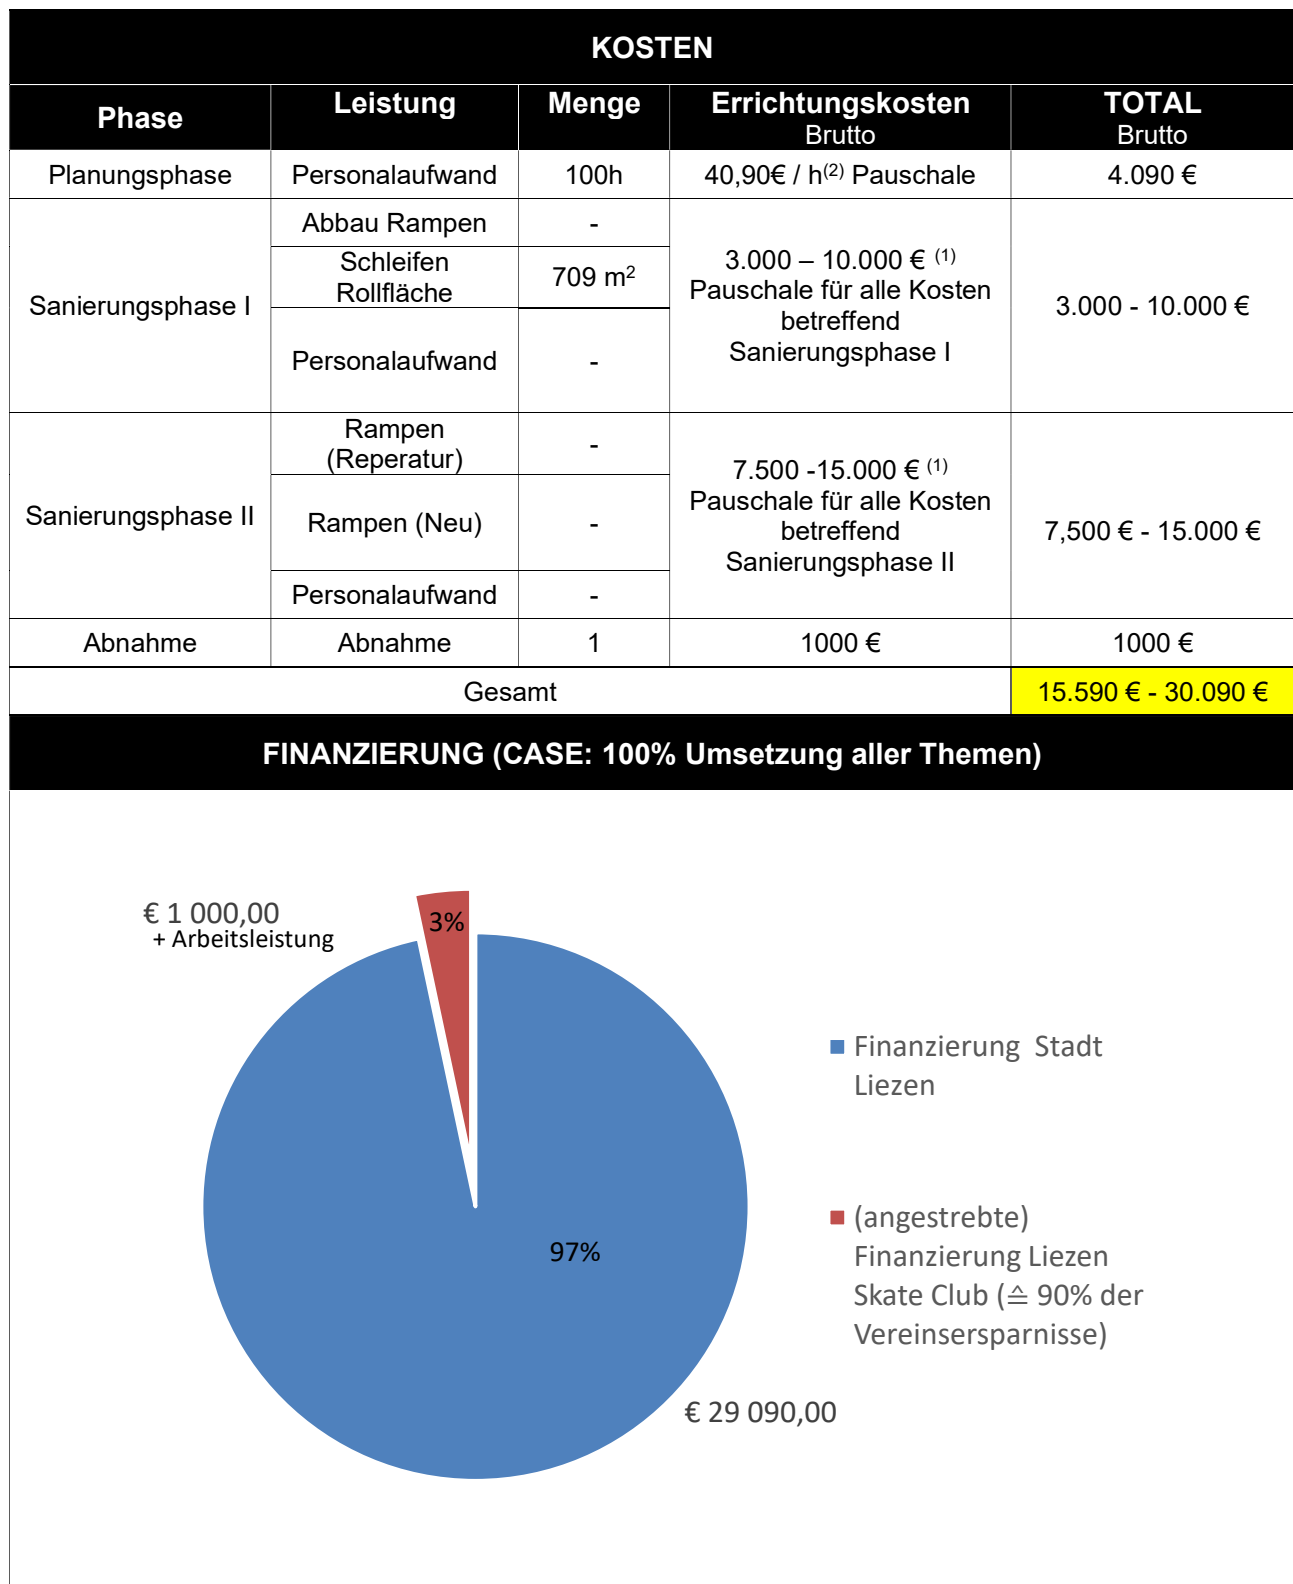 KOSTEN
Phase
Leistung
Menge
Errichtungskosten
Brutto
TOTAL
Brutto
Planungsphase
Personalaufwand
100h
40,90€ / h(2) Pauschale
4.090 €
Sanierungsphase I
Abbau Rampen
-
Schleifen
Rollfläche
709 m2
Personalaufwand
-
3.000 – 10.000 € (1)
Pauschale für alle Kosten
betreffend
Sanierungsphase I
3.000 - 10.000 €
Sanierungsphase II
Rampen
(Reperatur)
-
Rampen (Neu)
-
Personalaufwand
-
7.500 -15.000 € (1)
Pauschale für alle Kosten
betreffend
Sanierungsphase II
7,500 € - 15.000 €
Abnahme
Abnahme
1
1000 €
1000 €
Gesamt
15.590 € - 30.090 €
FINANZIERUNG (CASE: 100% Umsetzung aller Themen)
€ 1 000,00
+ Arbeitsleistung
3%
97%
€ 29 090,00
Finanzierung Stadt
Liezen
(angestrebte)
Finanzierung Liezen
Skate Club (≙ 90% der
Vereinsersparnisse)